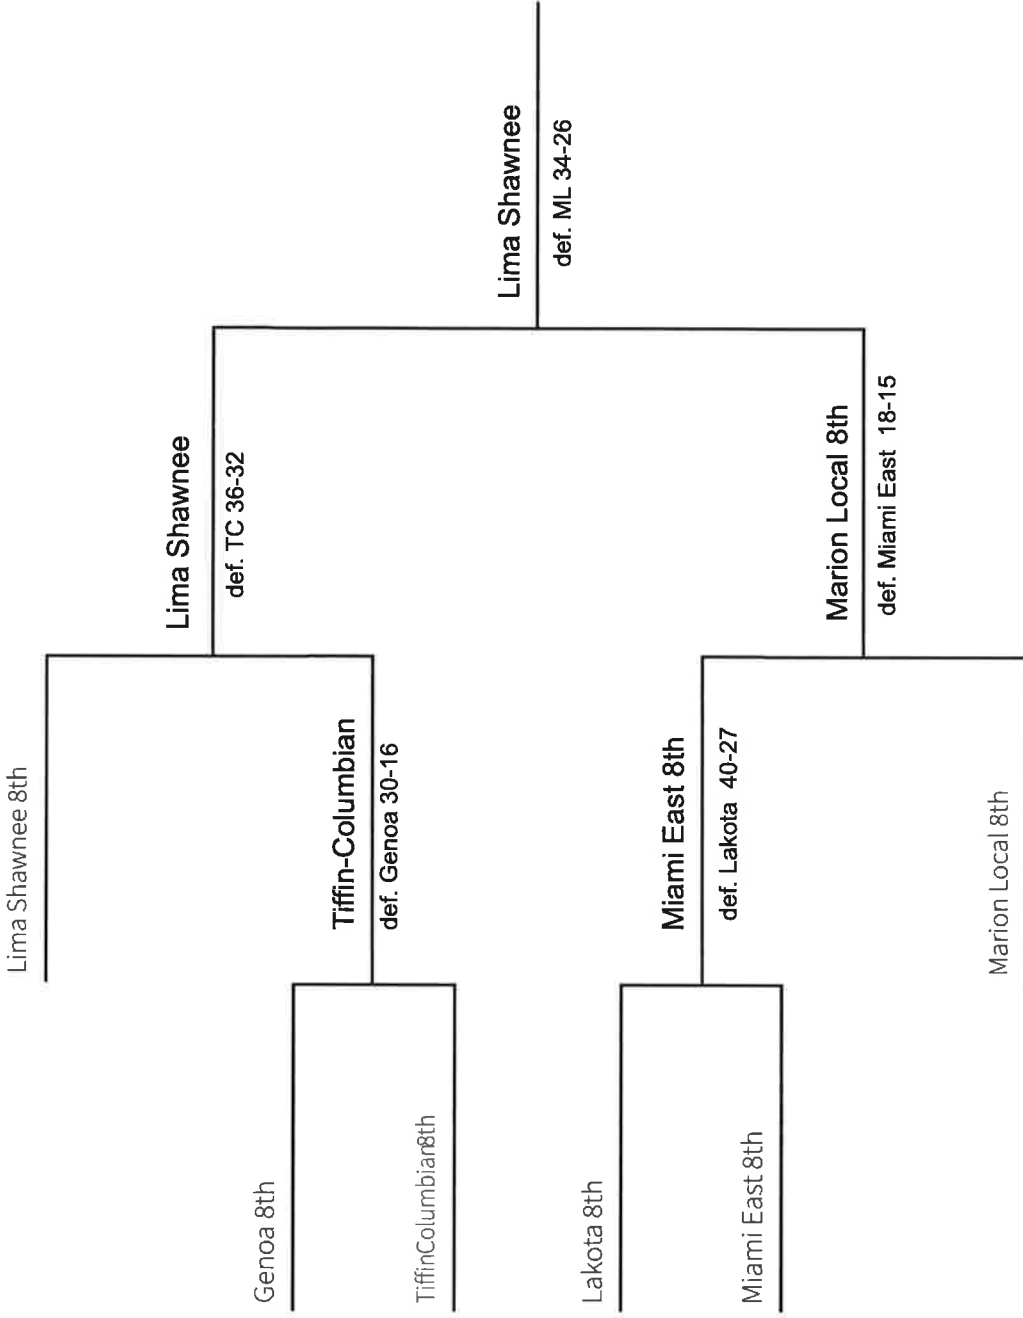 Lima Shawnee 8th
Genoa 8th
TiffinColumbian8th
Lakota 8th
Miami East 8th
Marion Local 8th
Tiffin-Columbian
def. Genoa 30-16
Miami East 8th
def. Lakota 40-27
Lima Shawnee
def. TC 36-32
Marion Local 8th
def. Miami East 18-15
Lima Shawnee
def. ML 34-26